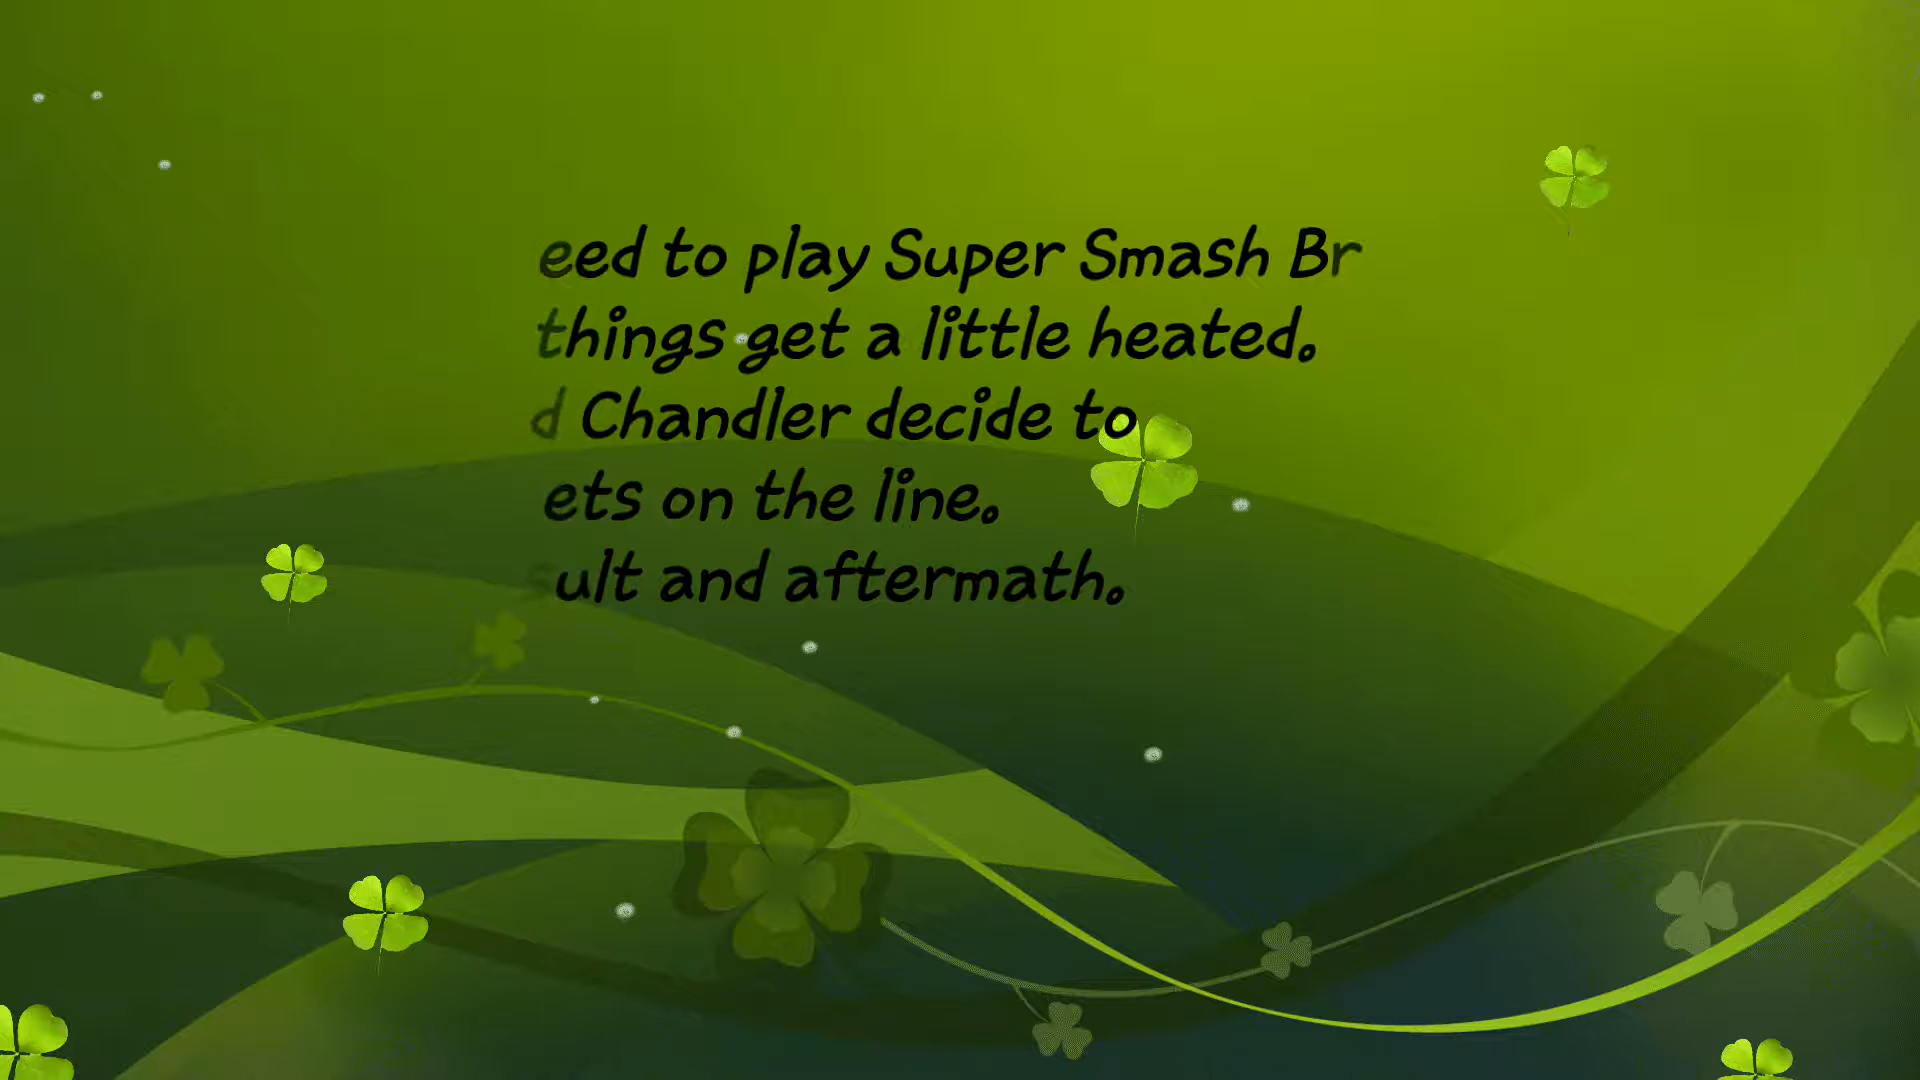 eed to play Super Smash Br
things get a little heated.
d Chandler decide to
ets on the line.
sult and aftermath.